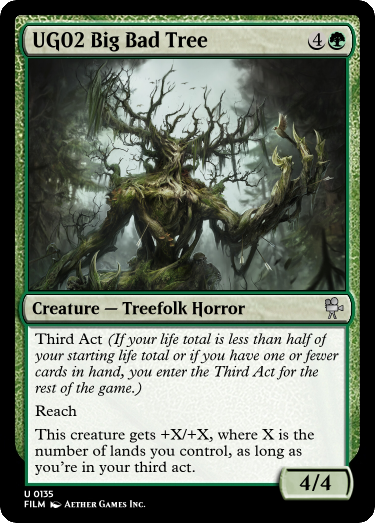 UG02 Big Bad Tree 4
Creature — Treefolk Horror
Third Act (If your life total is less than half of
your starting life total or if you have one or fewer
cards in hand, you enter the Third Act for the
rest of the game.)
Reach
This creature gets +X/+X, where X is the
number of lands you control, as long as
you're in your third act.
4/4
U 0135
FILM Aether Games Inc.